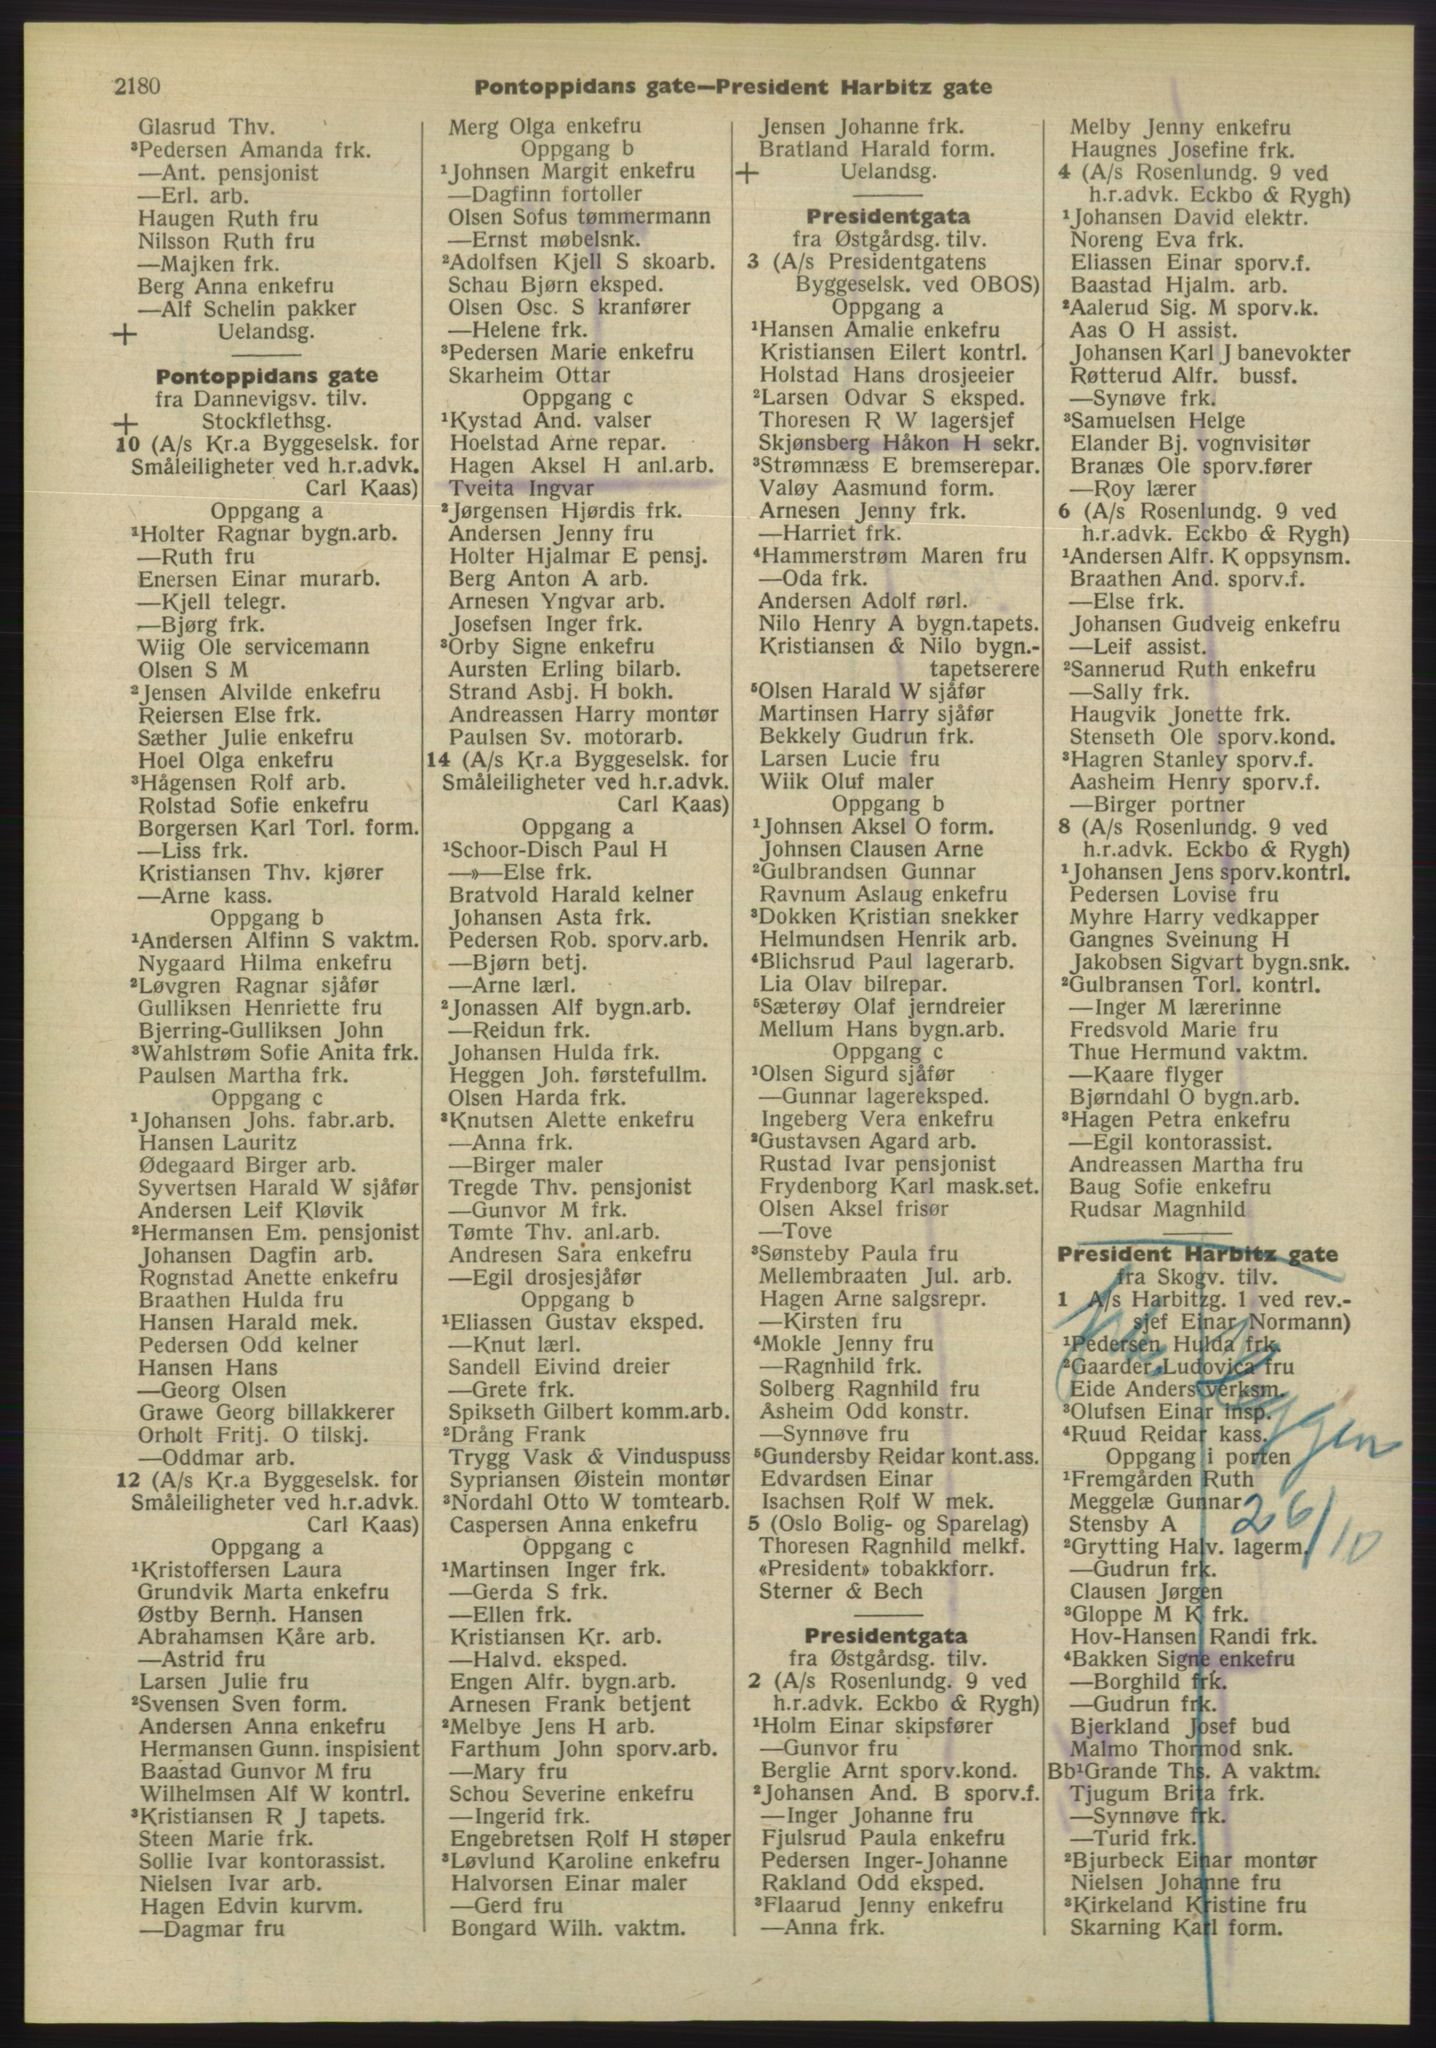 2180
Pontoppidans gate—President Harbitz gate
Glasrud Thv.
³Pedersen Amanda frk.
—Ant. pensjonist
—Erl. arb.
Haugen Ruth fru
Nilsson Ruth fru
—Majken frk.
Berg Anna enkefru
—Alf Schelin pakker
+ Uelandsg.
Pontoppidans gate
fra Dannevigsv. tilv.
+ Stockflethsg.
10 (A/s Kr.a Byggeselsk. for
Småleiligheter ved h.r.advk.
Carl Kaas)
Oppgang a
¹Holter Ragnar bygn.arb.
—Ruth fru
Enersen Einar murarb.
—Kjell telegr.
—Bjørg frk.
Wiig Ole servicemann
Olsen S M
²Jensen Alvilde enkefru
Reiersen Else frk.
Sæther Julie enkefru
Hoel Olga enkefru
³Hågensen Rolf arb.
Rolstad Sofie enkefru
Borgersen Karl Torl. form.
—Liss frk.
Kristiansen Thv. kjører
—Arne kass.
Oppgang b
¹Andersen Alfinn S vaktm.
Nygaard Hilma enkefru
²Løvgren Ragnar sjåfør
Gulliksen Henriette fru
Bjerring-Gulliksen John
³Wahlstrøm Sofie Anita frk.
Paulsen Martha frk.
Oppgang c
¹Johansen Johs. fabr.arb.
Hansen Lauritz
Ødegaard Birger arb.
Syvertsen Harald W sjåfør
Andersen Leif Kløvik
²Hermansen Em. pensjonist
Johansen Dagfin arb.
Rognstad Anette enkefru
Braathen Hulda fru
Hansen Harald mek.
Pedersen Odd kelner
Hansen Hans
—Georg Olsen
Grawe Georg billakkerer
Orholt Fritj. O tilskj.
—Oddmar arb.
12 (A/s Kr.a Byggeselsk. for
Småleiligheter ved h.r.advk.
Carl Kaas)
Oppgang a
¹Kristoffersen Laura
Grundvik Marta enkefru
Østby Bernh. Hansen
Abrahamsen Kåre arb.
—Astrid fru
Larsen Julie fru
²Svensen Sven form.
Andersen Anna enkefru
Hermansen Gunn. inspisient
Baastad Gunvor M fru
Wilhelmsen Alf W kontrl.
³Kristiansen R J tapets.
Steen Marie frk.
Sollie Ivar kontorassist.
Nielsen Ivar arb.
Hagen Edvin kurvm.
—Dagmar fru
Merg Olga enkefru
Oppgang b
¹Johnsen Margit enkefru
—Dagfinn fortoller
Olsen Sofus tømmermann
—Ernst møbelsnk.
²Adolfsen Kjell S skoarb.
Schau Bjørn eksped.
Olsen Osc. S kranfører
—Helene frk.
³Pedersen Marie enkefru
Skarheim Ottar
Oppgang c
¹Kystad And. valser
Hoelstad Arne repar.
Hagen Aksel H anl.arb.
Tveita Ingvar
²Jørgensen Hjørdis frk.
Andersen Jenny fru
Holter Hjalmar E pensj.
Berg Anton A arb.
Arnesen Yngvar arb.
Josefsen Inger frk.
³Orby Signe enkefru
Aursten Erling bilarb.
Strand Asbj. H bokh.
Andreassen Harry montør
Paulsen Sv. motorarb.
14 (A/s Kr.a Byggeselsk. for
Småleiligheter ved h.r.advk.
Carl Kaas)
Oppgang a
¹Schoor-Disch Paul H
—»—Else frk.
Bratvold Harald kelner
Johansen Asta frk.
Pedersen Rob. sporv.arb.
—Bjørn betj.
—Arne lærl.
²Jonassen Alf bygn.arb.
—Reidun frk.
Johansen Hulda frk.
Heggen Joh. førstefullm.
Olsen Harda frk.
³Knutsen Alette enkefru
—Anna frk.
—Birger maler
Tregde Thv. pensjonist
—Gunvor M frk.
Tømte Thv. anl.arb.
Andresen Sara enkefru
—Egil drosjesjåfør
Oppgang b
¹Eliassen Gustav eksped.
—Knut lærl.
Sandell Eivind dreier
—Grete frk.
Spikseth Gilbert komm.arb.
²Drång Frank
Trygg Vask & Vinduspuss
Sypriansen Øistein montør
³Nordahl Otto W tomtearb.
Caspersen Anna enkefru
Oppgang c
¹Martinsen Inger frk.
—Gerda S frk.
—Ellen frk.
Kristiansen Kr. arb.
—Halvd. eksped.
Engen Alfr. bygn.arb.
Arnesen Frank betjent
²Melbye Jens H arb.
Farthum John sporv.arb.
—Mary fru
Schou Severine enkefru
—Ingerid frk.
Engebretsen Rolf H støper
³Løvlund Karoline enkefru
Halvorsen Einar maler
—Gerd fru
Bongard Wilh. vaktm.
Jensen Johanne frk.
Bratland Harald form.
+ Uelandsg.
Presidentgata
fra Østgårdsg. tilv.
3 (A/s Presidentgatens
Byggeselsk. ved OBOS)
Oppgang a
¹Hansen Amalie enkefru
Kristiansen Eilert kontrl.
Holstad Hans drosjeeier
²Larsen Odvar S eksped.
Thoresen R W lagersjef
Skjønsberg Håkon H sekr.
³Strømnæss E bremserepar.
Valøy Aasmund form.
Arnesen Jenny frk.
—Harriet frk.
⁴Hammerstrøm Maren fru
—Oda frk.
Andersen Adolf rørl.
Nilo Henry A bygn.tapets.
Kristiansen & Nilo bygn.-
tapetserere
⁵Olsen Harald W sjåfør
Martinsen Harry sjåfør
Bekkely Gudrun frk.
Larsen Lucie fru
Wiik Oluf maler
Oppgang b
¹Johnsen Aksel O form.
Johnsen Clausen Arne
²Gulbrandsen Gunnar
Ravnum Aslaug enkefru
³Dokken Kristian snekker
Helmundsen Henrik arb.
⁴Blichsrud Paul lagerarb.
Lia Olav bilrepar.
⁵Sæterøy Olaf jerndreier
Mellum Hans bygn.arb.
Oppgang c
¹Olsen Sigurd sjåfør
—Gunnar lagereksped.
Ingeberg Vera enkefru
²Gustavsen Agard arb.
Rustad Ivar pensjonist
Frydenborg Karl mask.set.
Olsen Aksel frisør
—Tove
³Sønsteby Paula fru
Mellembraaten Jul. arb.
Hagen Arne salgsrepr.
—Kirsten fru
⁴Mokle Jenny fru
—Ragnhild frk.
Solberg Ragnhild fru
Åsheim Odd konstr.
—Synnøve fru
⁵Gundersby Reidar kont.ass.
Edvardsen Einar
Isachsen Rolf W mek.
5 (Oslo Bolig- og Sparelag)
Thoresen Ragnhild melkf.
«President» tobakkforr.
Sterner & Bech
Presidentgata
fra Østgårdsg. tilv.
2 (A/s Rosenlundg. 9 ved
h.r.advk. Eckbo & Rygh)
¹Holm Einar skipsfører
—Gunvor fru
Berglie Arnt sporv.kond.
²Johansen And. B sporv.f.
—Inger Johanne fru
Fjulsrud Paula enkefru
Pedersen Inger-Johanne
Rakland Odd eksped.
³Flaarud Jenny enkefru
—Anna frk.
Melby Jenny enkefru
Haugnes Josefine frk.
4 (A/s Rosenlundg. 9 ved
h.r.advk. Eckbo & Rygh)
¹Johansen David elektr.
Noreng Eva frk.
Eliassen Einar sporv.f.
Baastad Hjalm. arb.
²Aalerud Sig. M sporv.k.
Aas O H assist.
Johansen Karl J banevokter
Røtterud Alfr. bussf.
—Synøve frk.
³Samuelsen Helge
Elander Bj. vognvisitør
Branæs Ole sporv.fører
—Roy lærer
6 (A/s Rosenlundg. 9 ved
h.r.advk. Eckbo & Rygh)
¹Andersen Alfr. K oppsynsm.
Braathen And. sporv.f.
—Else frk.
Johansen Gudveig enkefru
—Leif assist.
²Sannerud Ruth enkefru
—Sally frk.
Haugvik Jonette frk.
Stenseth Ole sporv.kond.
³Hagren Stanley sporv.f.
Aasheim Henry sporv.f.
—Birger portner
8 (A/s Rosenlundg. 9 ved
h.r.advk. Eckbo & Rygh)
¹Johansen Jens sporv.kontrl.
Pedersen Lovise fru
Myhre Harry vedkapper
Gangnes Sveinung H
Jakobsen Sigvart bygn.snk.
²Gulbransen Torl. kontrl.
—Inger M lærerinne
Fredsvold Marie fru
Thue Hermund vaktm.
—Kaare flyger
Bjørndahl O bygn.arb.
³Hagen Petra enkefru
—Egil kontorassist.
Andreassen Martha fru
Baug Sofie enkefru
Rudsar Magnhild
President Harbitz gate
fra Skogv. tilv.
1 A/s Harbitzg. 1 ved rev.-
sjef Einar Normann)
¹Pedersen Hulda frk.
²Gaarder Ludovica fru
Eide Anders verksm.
³Olufsen Einar insp.
⁴Ruud Reidar kass.
Oppgang i porten
¹Fremgården Ruth
Meggelæ Gunnar
Stensby A
26/10
²Grytting Halv. lagerm.
—Gudrun frk.
Clausen Jørgen
³Gloppe M K frk.
Hov-Hansen Randi frk.
⁴Bakken Signe enkefru
—Borghild frk.
—Gudrun frk.
Bjerkland Josef bud
Malmo Thormod snk.
Bb¹Grande Ths. A vaktm.
Tjugum Brita frk.
—Synnøve frk.
—Turid frk.
²Bjurbeck Einar montør
Nielsen Johanne fru
³Kirkeland Kristine fru
Skarning Karl form.